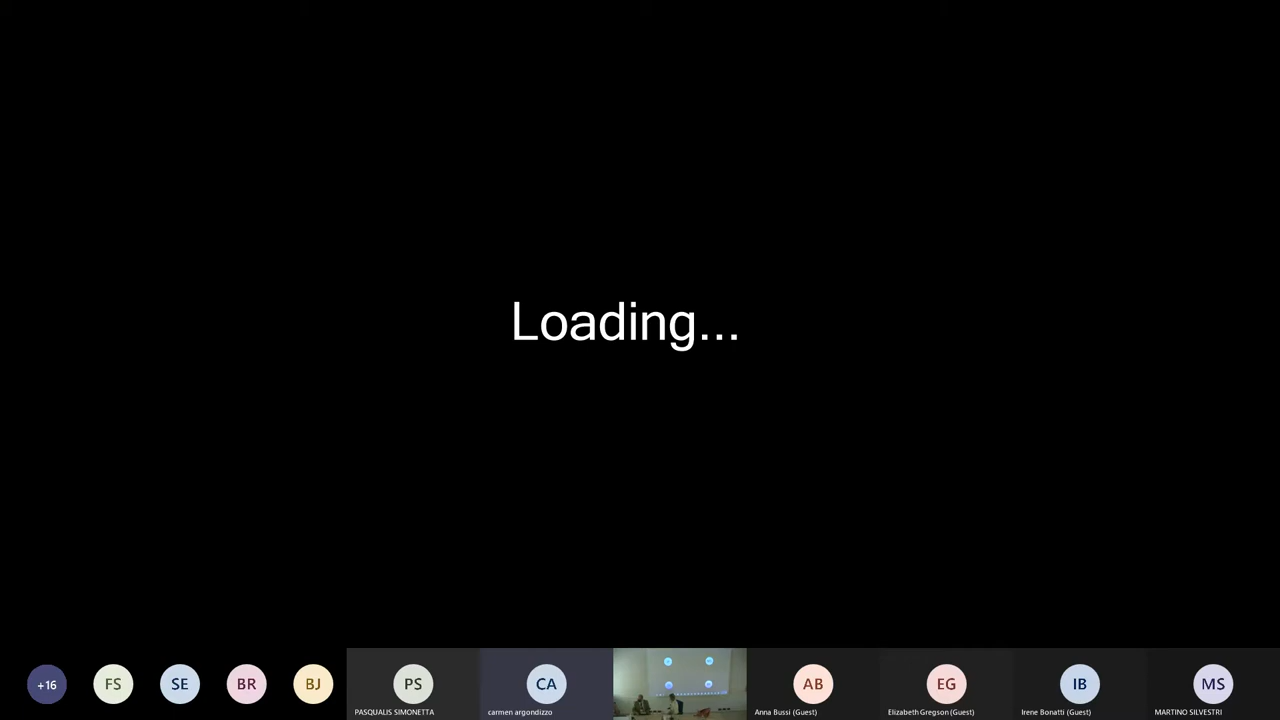 Loading...
+16
FS
SE
BR
BJ
PS
CA
AB
EG
IB
MS
PASQUALIS SIMONETTA
carmen argondizzo
Anna Bussi (Guest)
Elizabeth Gregson (Guest)
Irene Bonatti (Guest)
MARTINO SILVESTRI